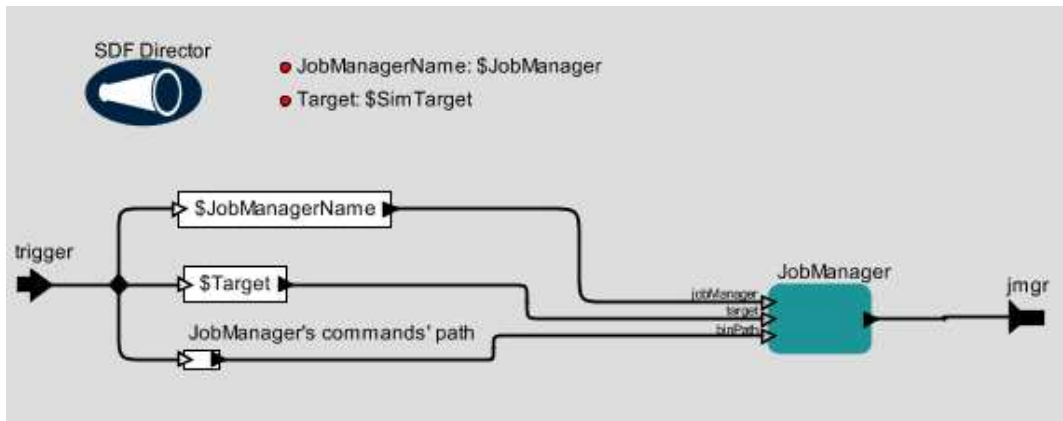 SDF Director
JobManagerName: $JobManager
Target: $SimTarget
$JobManagerName
trigger
$Target
JobManager
jobManager
target
binPath
jmgr
JobManager's commands' path